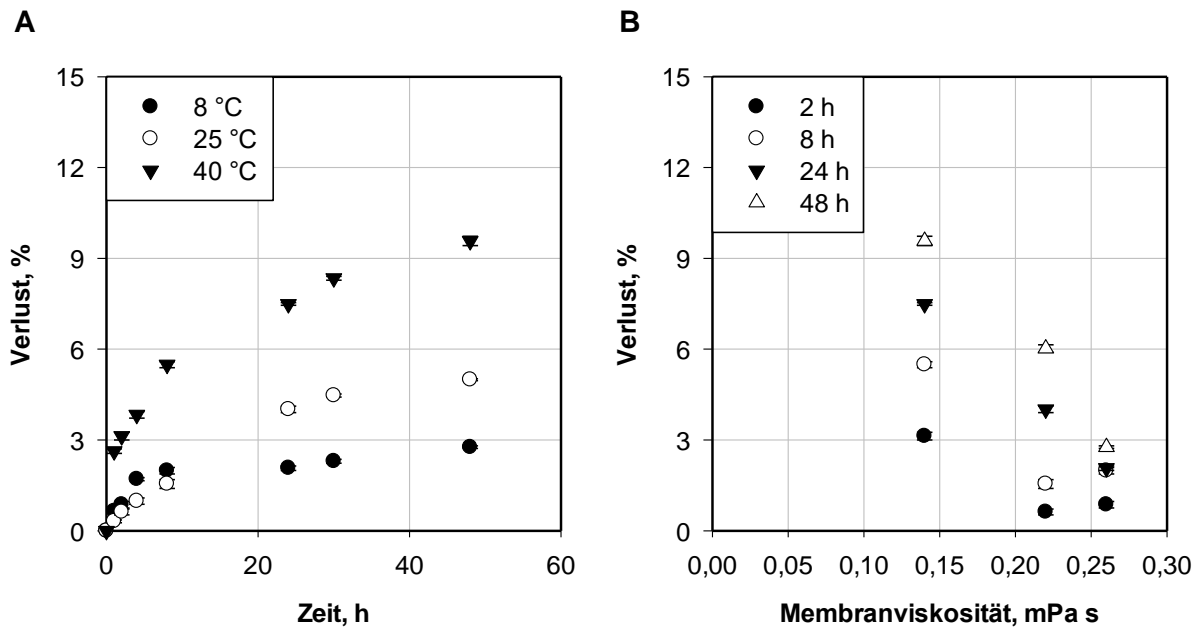 A
B
Verlust, %
15
12
9
6
3
0
8 °C
25 °C
40 °C
0
20
40
60
Zeit, h
Verlust, %
15
12
9
6
3
0
2 h
8 h
24 h
48 h
0,00
0,05
0,10
0,15
0,20
0,25
0,30
Membranviskosität, mPa s